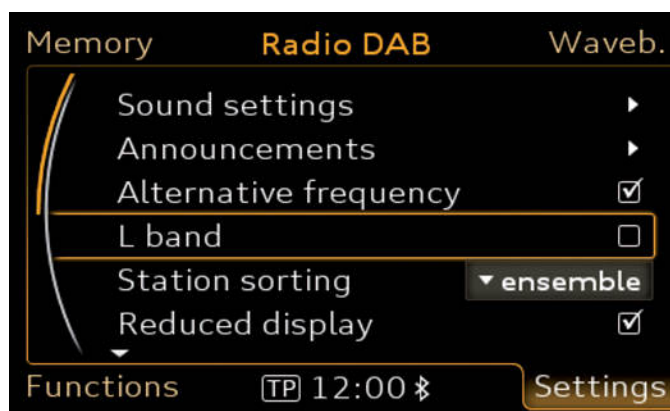 Memory Radio DAB Waveb.
Sound settings
Announcements
Alternative frequency
L band
Station sorting ensemble
Reduced display
Functions TP 12:00 Settings